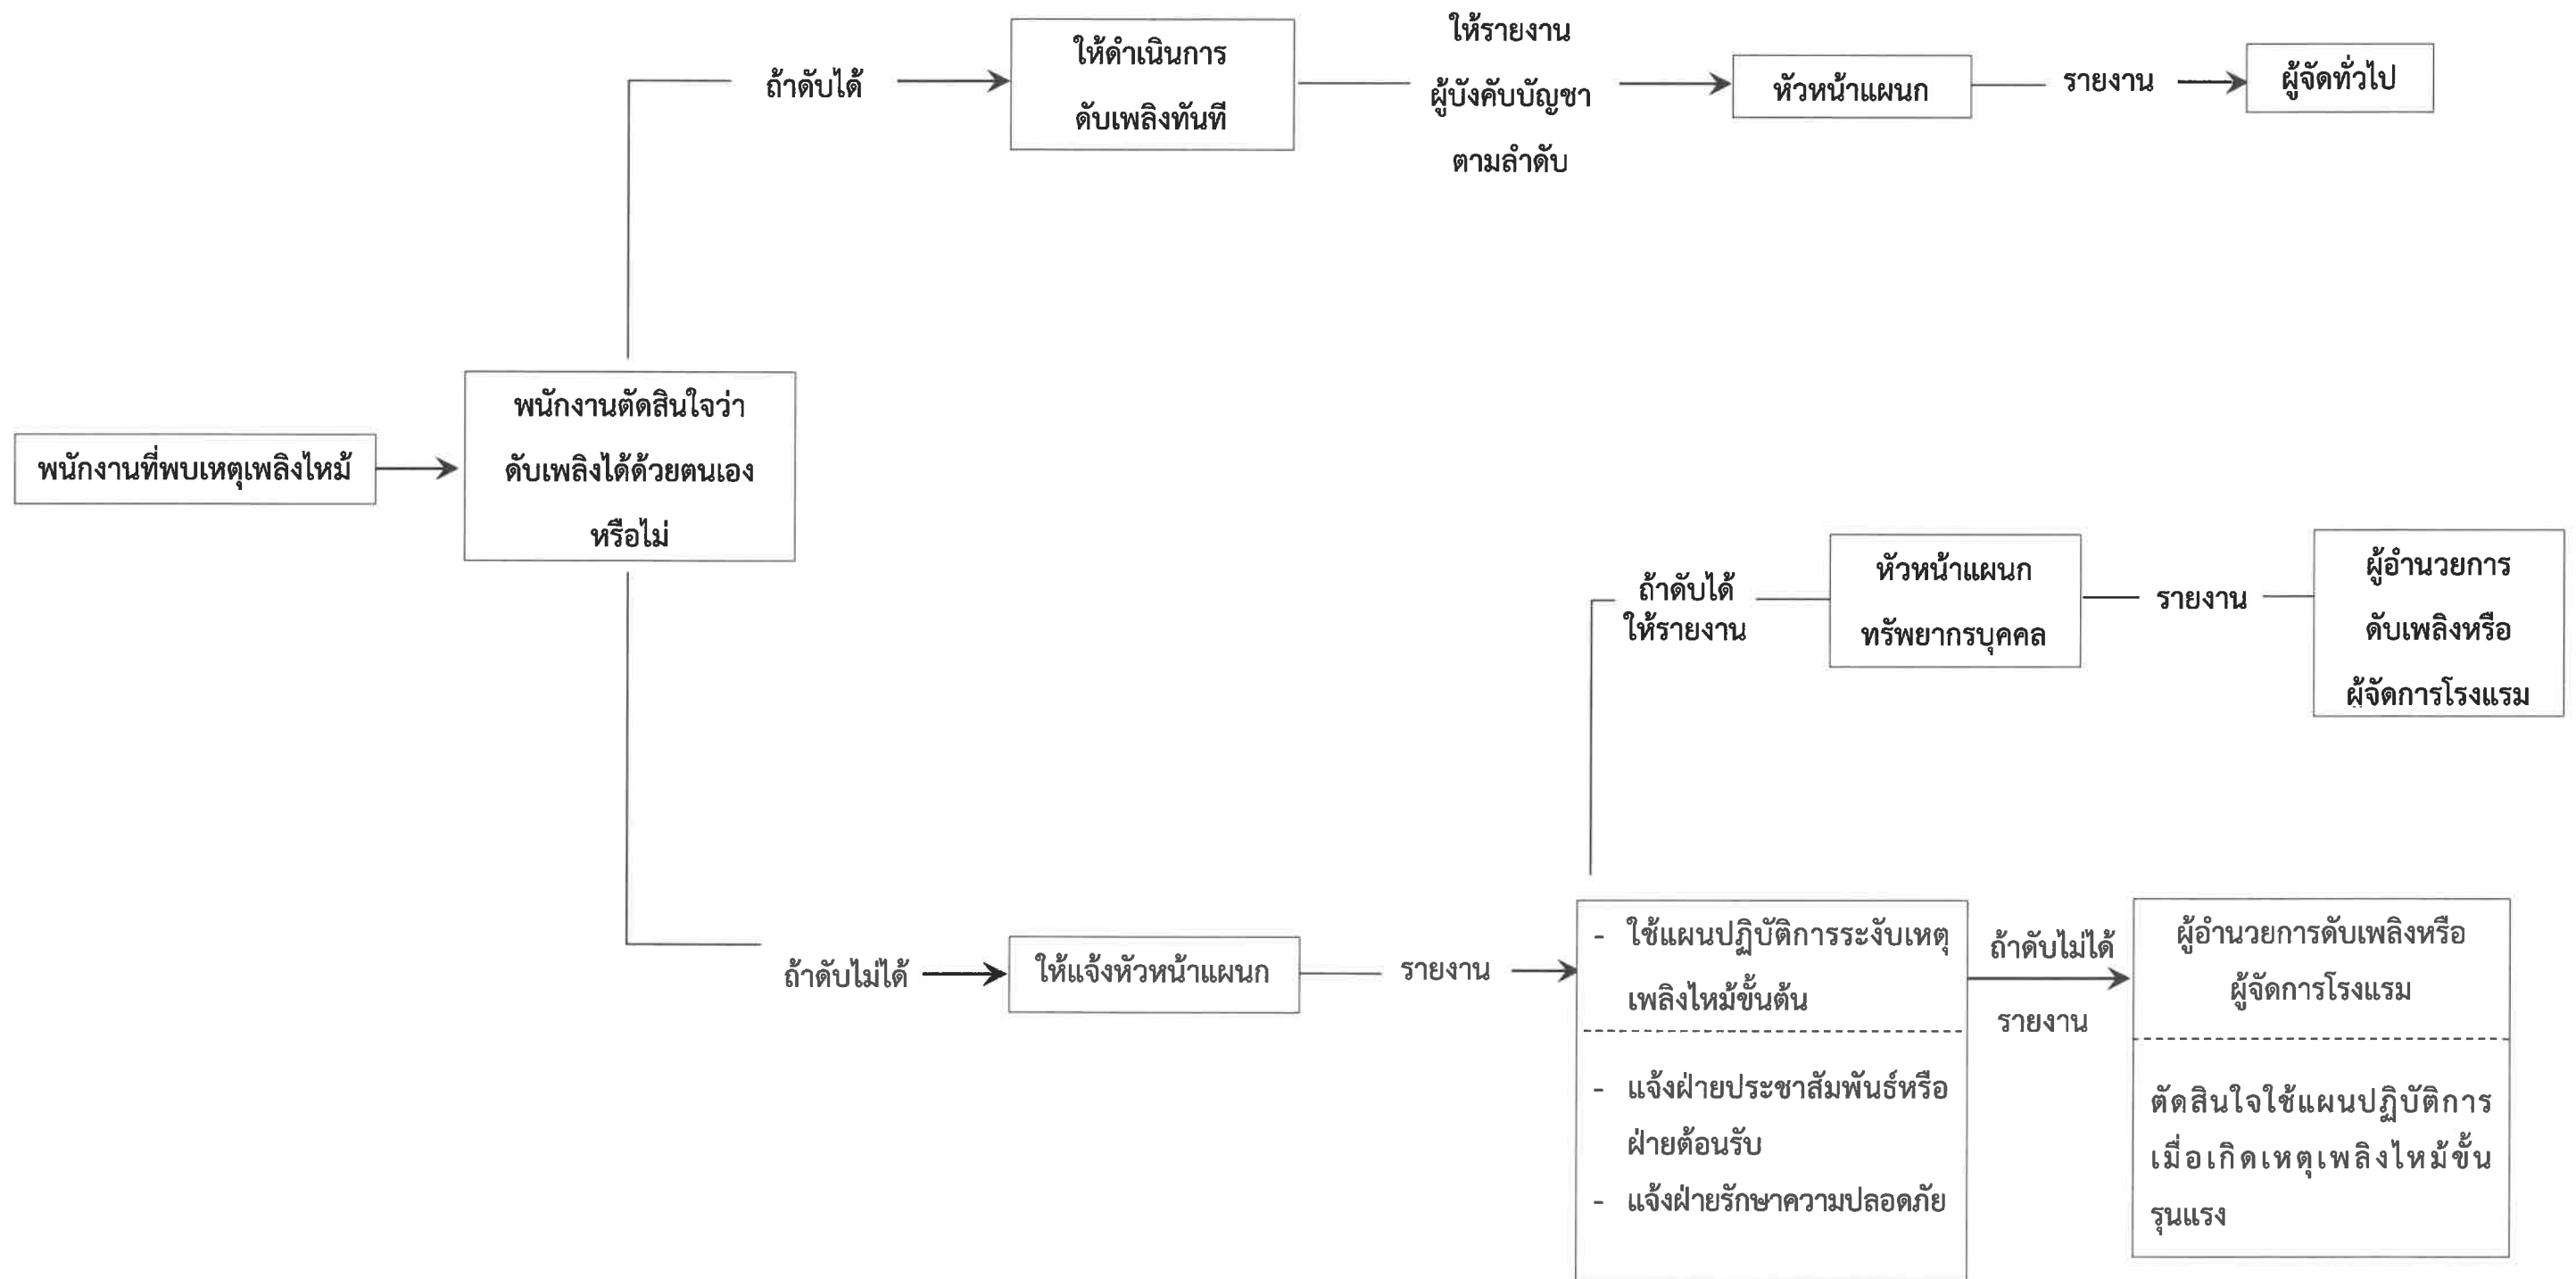 ให้ดำเนินการ
ดับเพลิงทันที
ถ้าดับได้
ให้รายงาน
ผู้บังคับบัญชา
ตามลำดับ
หัวหน้าแผนก
รายงาน
ผู้จัดทั่วไป
พนักงานที่พบเหตุเพลิงไหม้
พนักงานตัดสินใจว่า
ดับเพลิงได้ด้วยตนเอง
หรือไม่
ถ้าดับได้
ให้รายงาน
หัวหน้าแผนก
ทรัพยากรบุคคล
รายงาน
ผู้อำนวยการ
ดับเพลิงหรือ
ผู้จัดการโรงแรม
ถ้าดับไม่ได้
ให้แจ้งหัวหน้าแผนก
รายงาน
- ใช้แผนปฏิบัติการระงับเหตุ
เพลิงไหม้ขั้นต้น
- แจ้งฝ่ายประชาสัมพันธ์หรือ
ฝ่ายต้อนรับ
- แจ้งฝ่ายรักษาความปลอดภัย
ถ้าดับไม่ได้
รายงาน
ผู้อำนวยการดับเพลิงหรือ
ผู้จัดการโรงแรม
ตัดสินใจใช้แผนปฏิบัติการ
เมื่อเกิดเหตุเพลิงไหม้ขั้น
รุนแรง